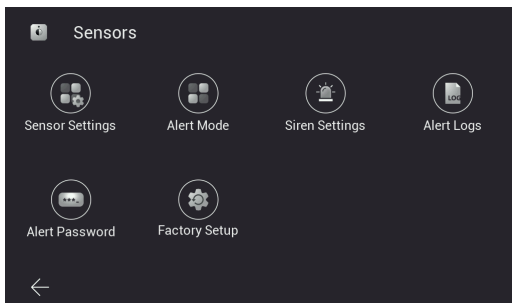 Sensors
Sensor Settings
Alert Mode
Siren Settings
LOG
Alert Logs
Alert Password
Factory Setup